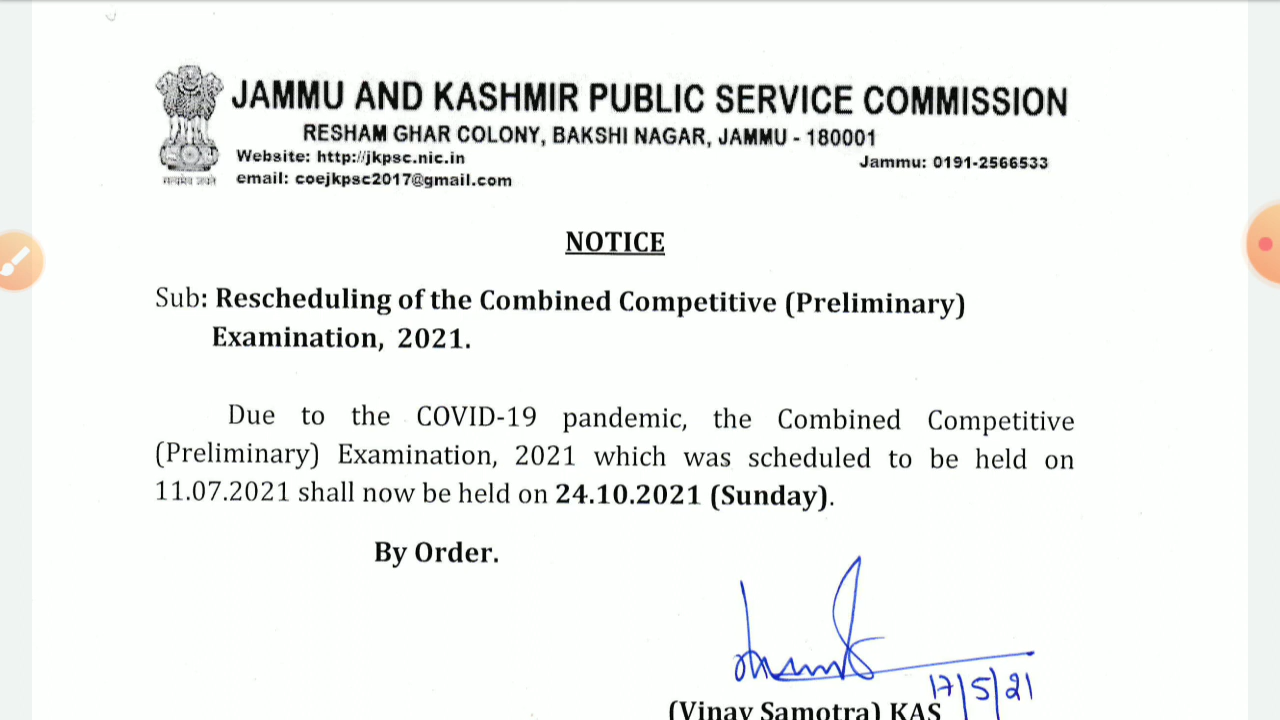 JAMMU AND KASHMIR PUBLIC SERVICE COMMISSION
RESHAM GHAR COLONY, BAKSHI NAGAR, JAMMU - 180001
Website: http://jkpsc.nic.in
Jammu: 0191-2566533
email: coejkpsc2017@gmail.com
सत्यमेव जयते
NOTICE
Sub: Rescheduling of the Combined Competitive (Preliminary)
Examination, 2021.
Due to the COVID-19 pandemic, the Combined Competitive
(Preliminary) Examination, 2021 which was scheduled to be held on
11.07.2021 shall now be held on 24.10.2021 (Sunday).
By Order.
17/5/21
(Vinay Samotra) KAS